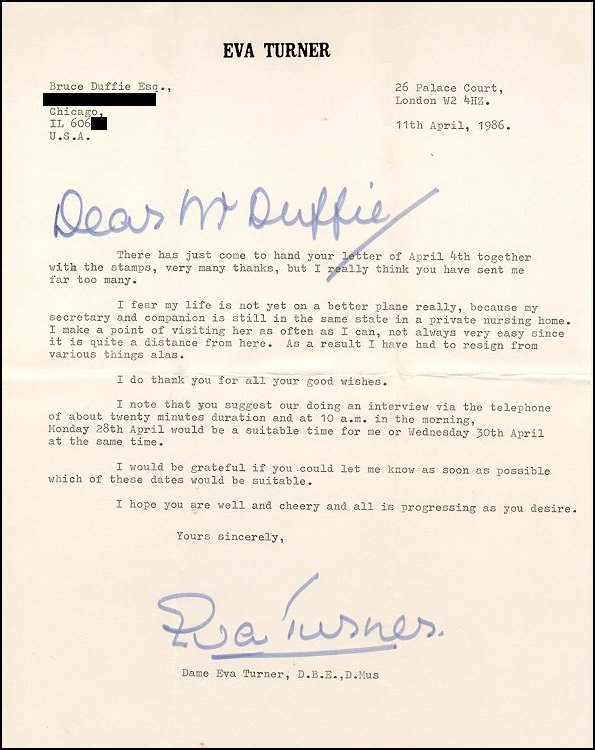 EVA TURNER
Bruce Duffie Esq.,
Chicago,
IL 606
U.S.A.
26 Palace Court,
London W2 4HZ.
11th April, 1986.
Dear Mr Duffie
There has just come to hand your letter of April 4th together
with the stamps, very many thanks, but I really think you have sent me
far too many.
I fear my life is not yet on a better plane really, because my
secretary and companion is still in the same state in a private nursing home.
I make a point of visiting her as often as I can, not always very easy since
it is quite a distance from here. As a result I have had to resign from
various things alas.
I do thank you for all your good wishes.
I note that you suggest our doing an interview via the telephone
of about twenty minutes duration and at 10 a.m. in the morning,
Monday 28th April would be a suitable time for me or Wednesday 30th April
at the same time.
I would be grateful if you could let me know as soon as possible
which of these dates would be suitable.
I hope you are well and cheery and all is progressing as you desire.
Yours sincerely,
Eva Turner.
Dame Eva Turner, D.B.E.,D.Mus